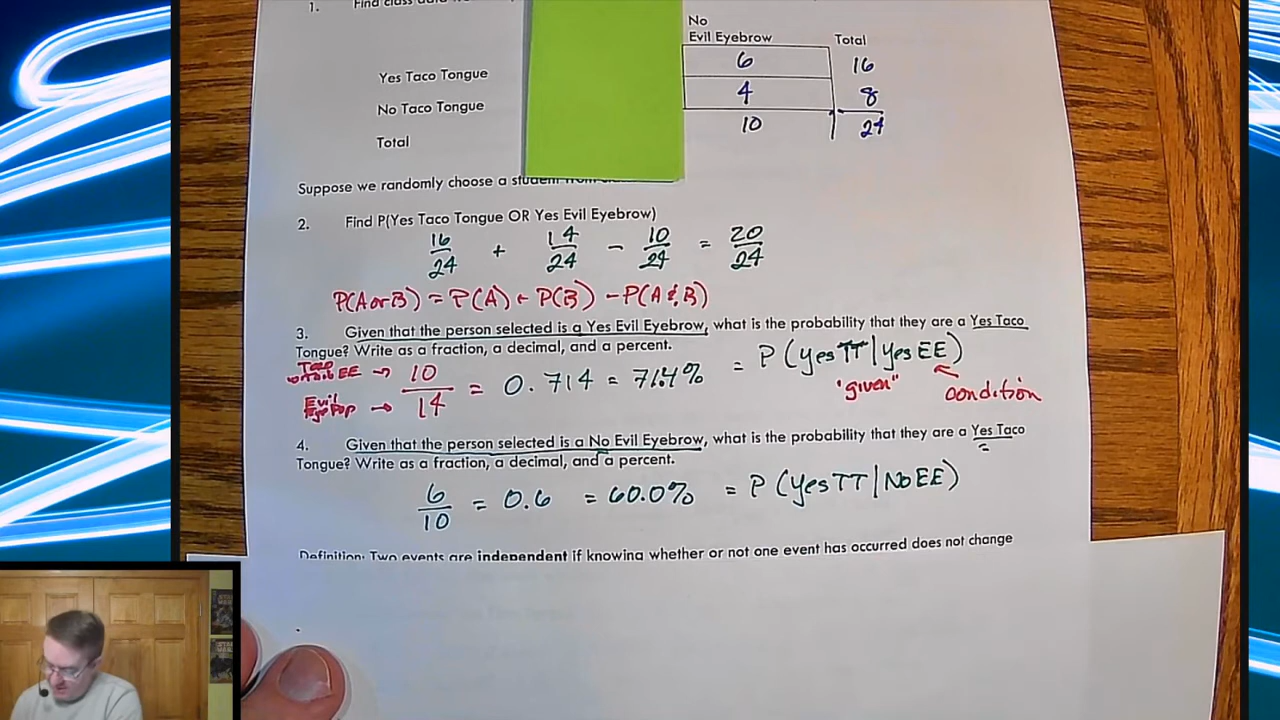 1. Find class data
No
Evil Eyebrow Total
Yes Taco Tongue 6 16
No Taco Tongue 4 8
Total 10 24
Suppose we randomly choose a student from
2. Find P(Yes Taco Tongue OR Yes Evil Eyebrow)
16/24 + 14/24 - 10/24 = 20/24
P(A or B) = P(A) + P(B) - P(A & B)
3. Given that the person selected is a Yes Evil Eyebrow, what is the probability that they are a Yes Taco
Tongue? Write as a fraction, a decimal, and a percent.
10/14 = 0.714 = 71.4% = P(yes TT | yes EE)
"given" condition
4. Given that the person selected is a No Evil Eyebrow, what is the probability that they are a Yes Taco
Tongue? Write as a fraction, a decimal, and a percent.
6/10 = 0.6 = 60.0% = P(yes TT | No EE)
Definition: Two events are independent if knowing whether or not one event has occurred does not change